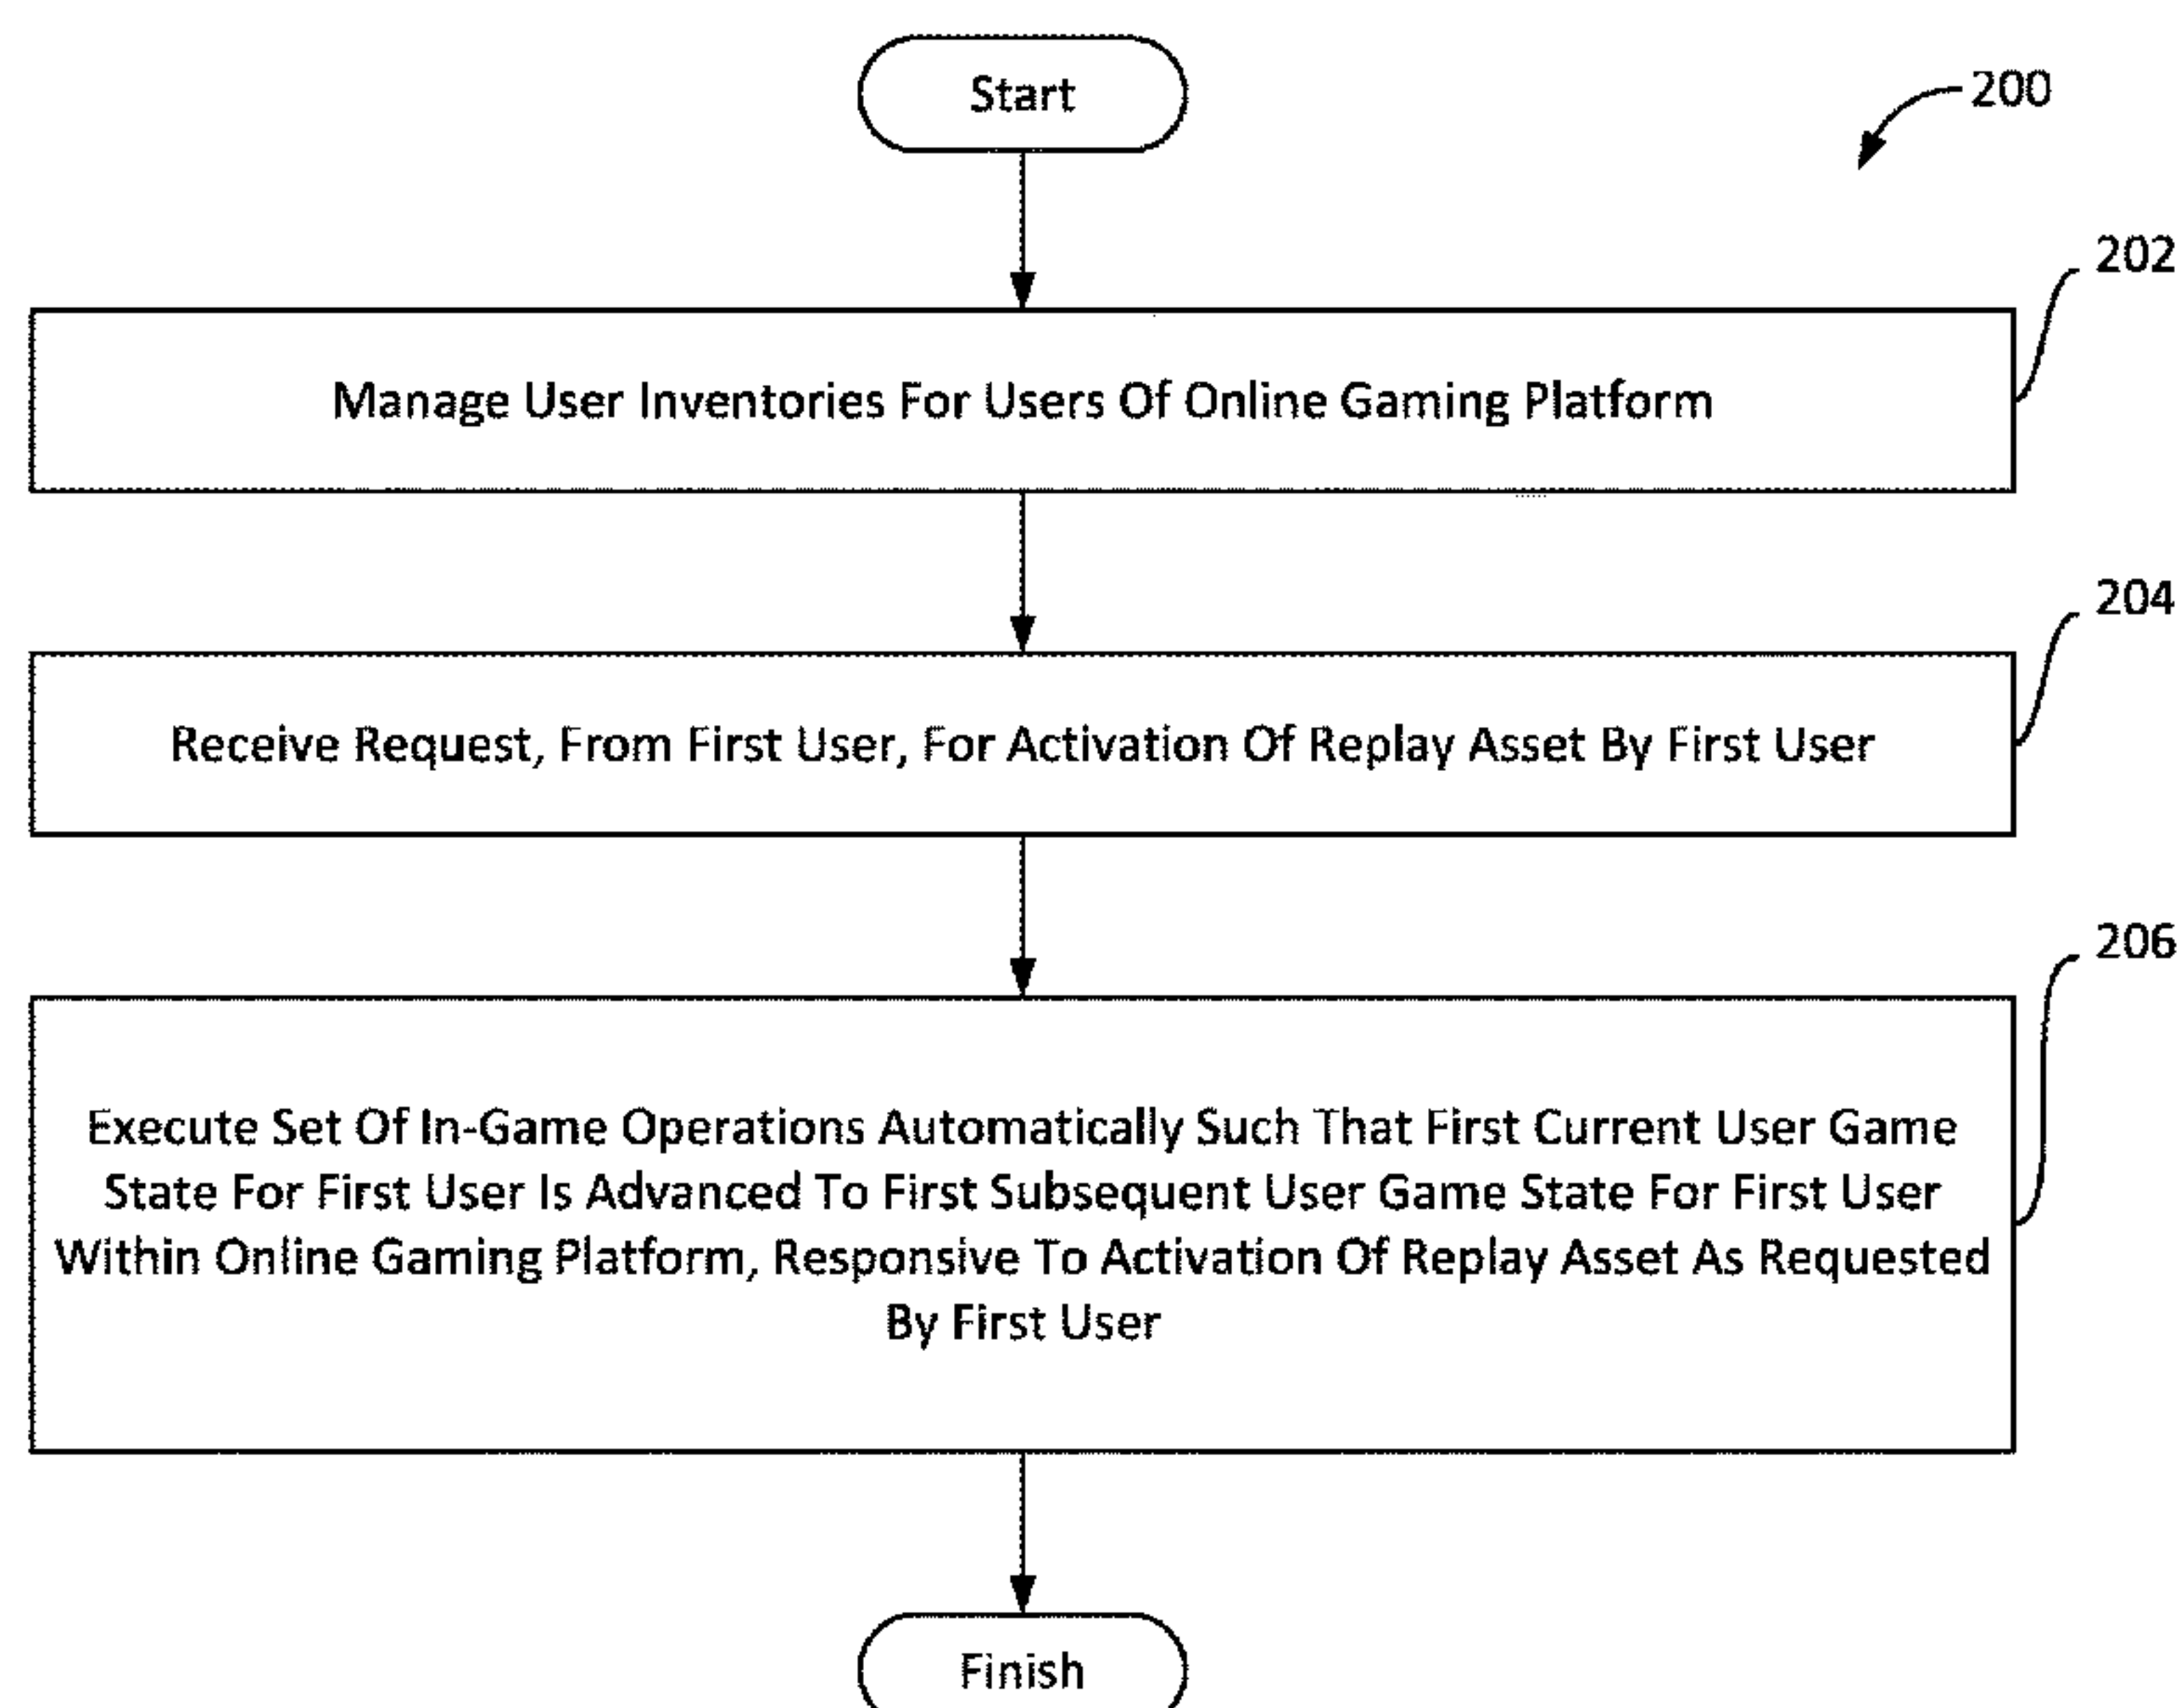 Start
200
202
Manage User Inventories For Users Of Online Gaming Platform
204
Receive Request, From First User, For Activation Of Replay Asset By First User
206
Execute Set Of In-Game Operations Automatically Such That First Current User Game
State For First User Is Advanced To First Subsequent User Game State For First User
Within Online Gaming Platform, Responsive To Activation Of Replay Asset As Requested
By First User
Finish